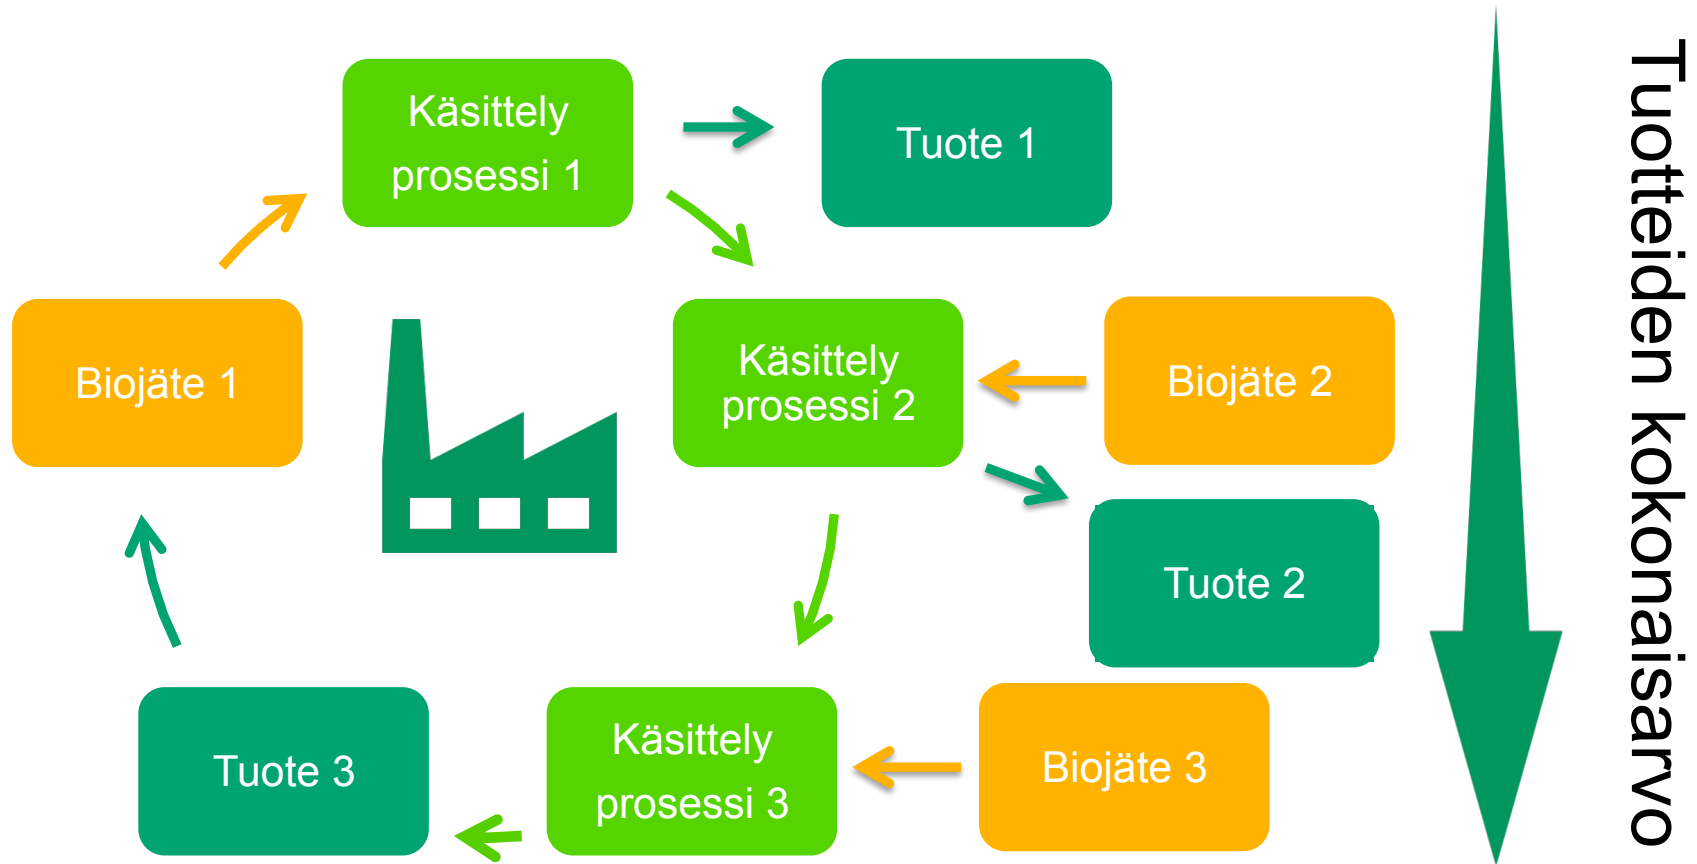 Käsittely
prosessi 1
Tuote 1
Biojäte 1
Käsittely
prosessi 2
Biojäte 2
Tuote 2
Tuote 3
Käsittely
prosessi 3
Biojäte 3
Tuotteiden kokonaisarvo